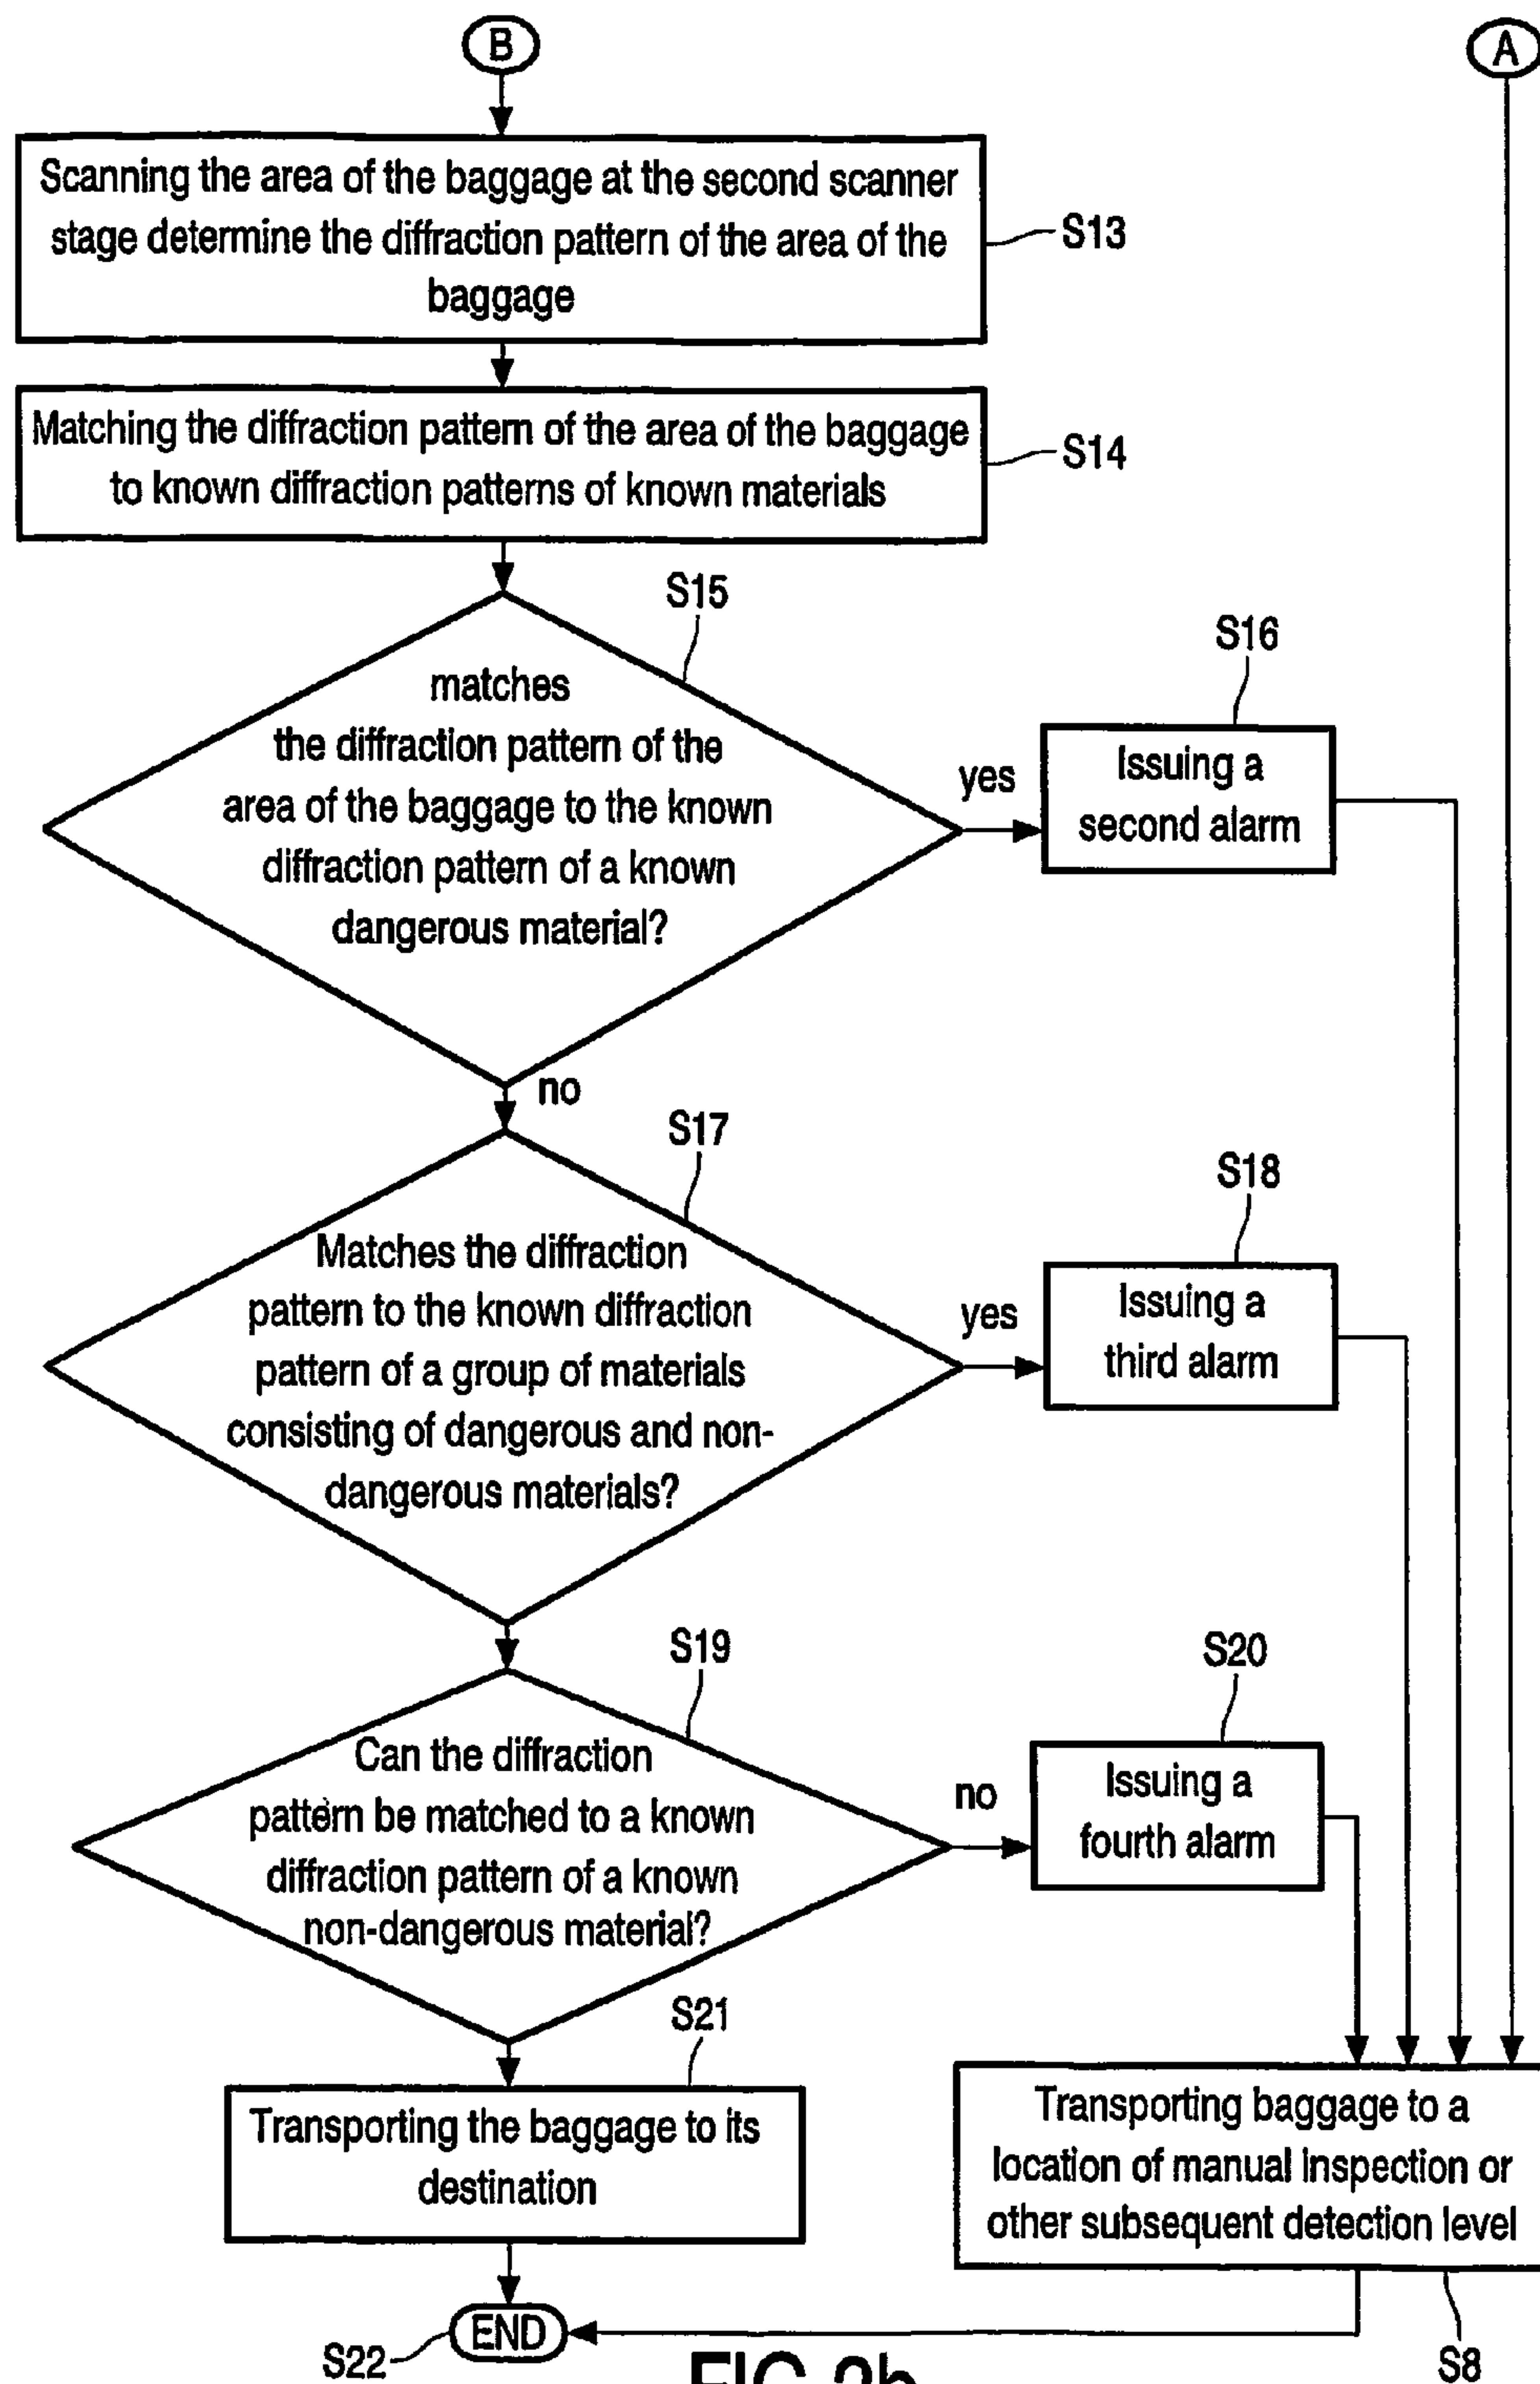 B
A
Scanning the area of the baggage at the second scanner
stage determine the diffraction pattern of the area of the
baggage
S13
Matching the diffraction pattern of the area of the baggage
to known diffraction patterns of known materials
S14
S15
matches
the diffraction pattern of the
area of the baggage to the known
diffraction pattern of a known
dangerous material?
yes
S16
Issuing a
second alarm
no
S17
Matches the diffraction
pattern to the known diffraction
pattern of a group of materials
consisting of dangerous and non-
dangerous materials?
yes
S18
Issuing a
third alarm
S19
Can the diffraction
pattern be matched to a known
diffraction pattern of a known
non-dangerous material?
no
S20
Issuing a
fourth alarm
S21
Transporting the baggage to its
destination
Transporting baggage to a
location of manual inspection or
other subsequent detection level
S8
END
S22
FIG.2b